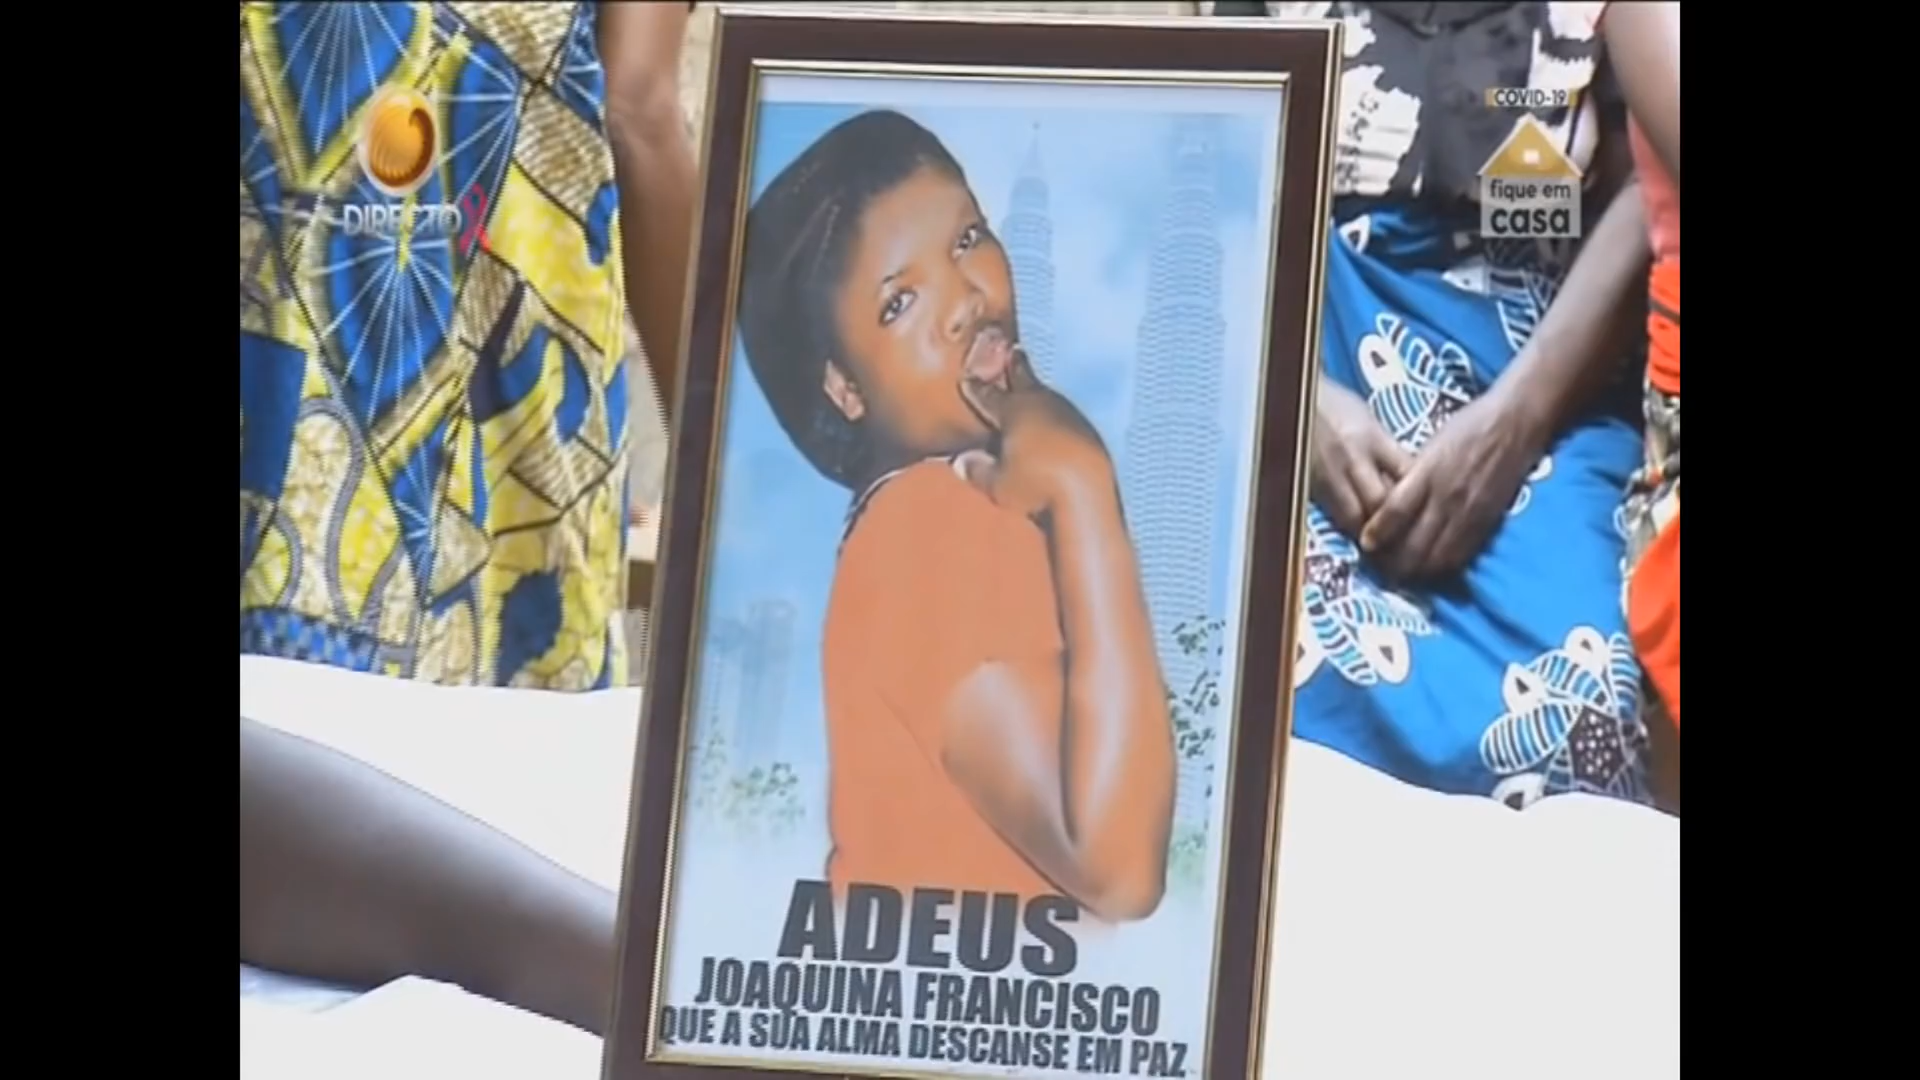 DIRECTO
COVID-19
fique em
casa
ADEUS
JOAQUINA FRANCISCO
QUE A SUA ALMA DESCANSE EM PAZ